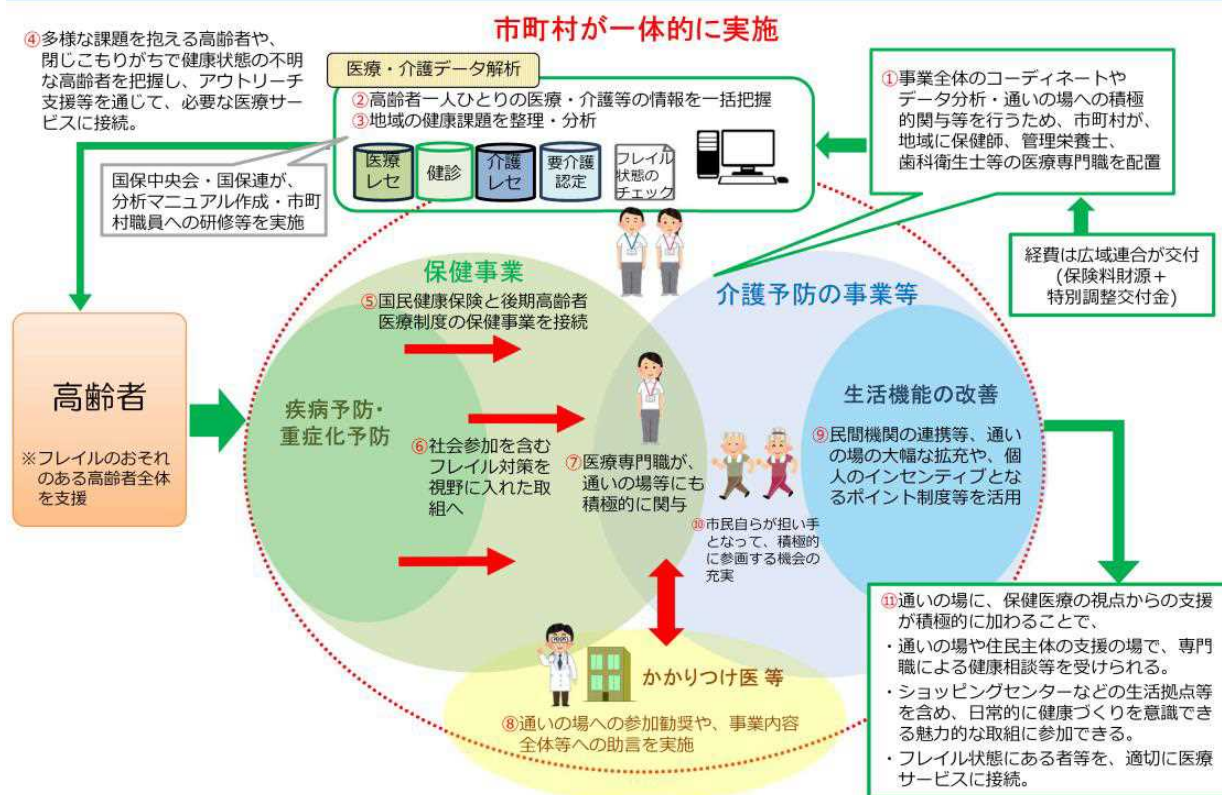 市町村が一体的に実施
④多様な課題を抱える高齢者や、
閉じこもりがちで健康状態の不明
な高齢者を把握し、アウトリーチ
支援等を通じて、必要な医療サー
ビスに接続。
医療・介護データ解析
②高齢者一人ひとりの医療・介護等の情報を一括把握
③地域の健康課題を整理・分析
医療
レセ
健診
介護
レセ
要介護
認定
フレイル
状態の
チェック
①事業全体のコーディネートや
データ分析・通いの場への積極
的関与等を行うため、市町村が、
地域に保健師、管理栄養士、
歯科衛生士等の医療専門職を配置
国保中央会・国保連が、
分析マニュアル作成・市町
村職員への研修等を実施
経費は広域連合が交付
(保険料財源＋
特別調整交付金)
保健事業
⑤国民健康保険と後期高齢者
医療制度の保健事業を接続
介護予防の事業等
高齢者
※フレイルのおそれ
のある高齢者全体
を支援
疾病予防・
重症化予防
⑥社会参加を含む
フレイル対策を
視野に入れた取
組へ
⑦医療専門職が、
通いの場等にも
積極的に関与
生活機能の改善
⑨民間機関の連携等、通い
の場の大幅な拡充や、個
人のインセンティブとな
るポイント制度等を活用
⑩市民自らが担い手
となって、積極的
に参画する機会の
充実
かかりつけ医 等
⑧通いの場への参加勧奨や、事業内容
全体等への助言を実施
⑪通いの場に、保健医療の視点からの支援
が積極的に加わることで、
・通いの場や住民主体の支援の場で、専門
職による健康相談等を受けられる。
・ショッピングセンターなどの生活拠点等
を含め、日常的に健康づくりを意識でき
る魅力的な取組に参加できる。
・フレイル状態にある者等を、適切に医療
サービスに接続。